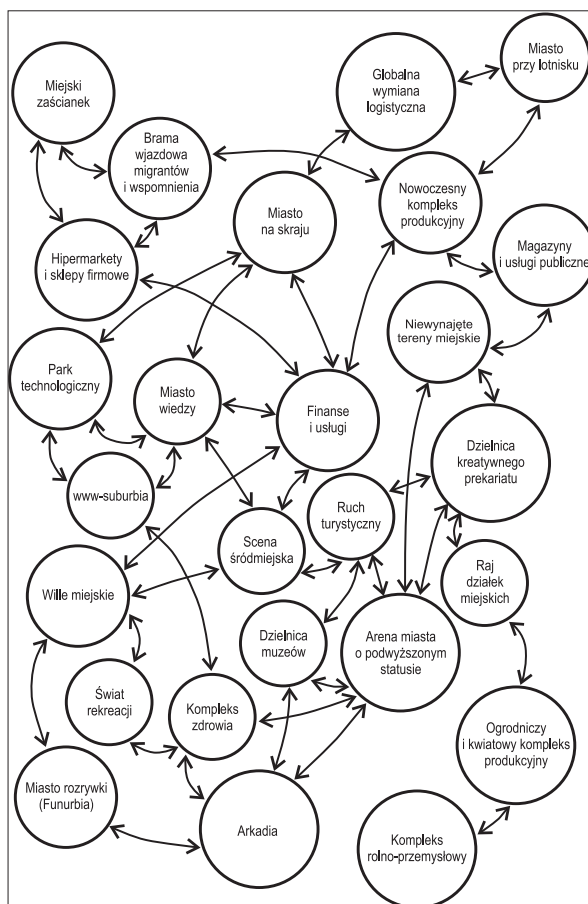 Miejski
zaścianek
Globalna
wymiana
logistyczna
Miasto
przy lotnisku
Brama
wjazdowa
migrantów
i wspomnienia
Miasto
na skraju
Nowoczesny
kompleks
produkcyjny
Hipermarkety
i sklepy firmowe
Magazyny
i usługi publiczne
Niewynajęte
tereny miejskie
Park
technologiczny
Miasto
wiedzy
Finanse
i usługi
Dzielnica
kreatywnego
prekariatu
www-suburbia
Ruch
turystyczny
Scena
śródmiejska
Raj
działek
miejskich
Wille miejskie
Dzielnica
muzeów
Arena miasta
o podwyższonym
statusie
Świat
rekreacji
Kompleks
zdrowia
Ogrodniczy
i kwiatowy kompleks
produkcyjny
Miasto rozrywki
(Funurbia)
Arkadia
Kompleks
rolno-przemysłowy